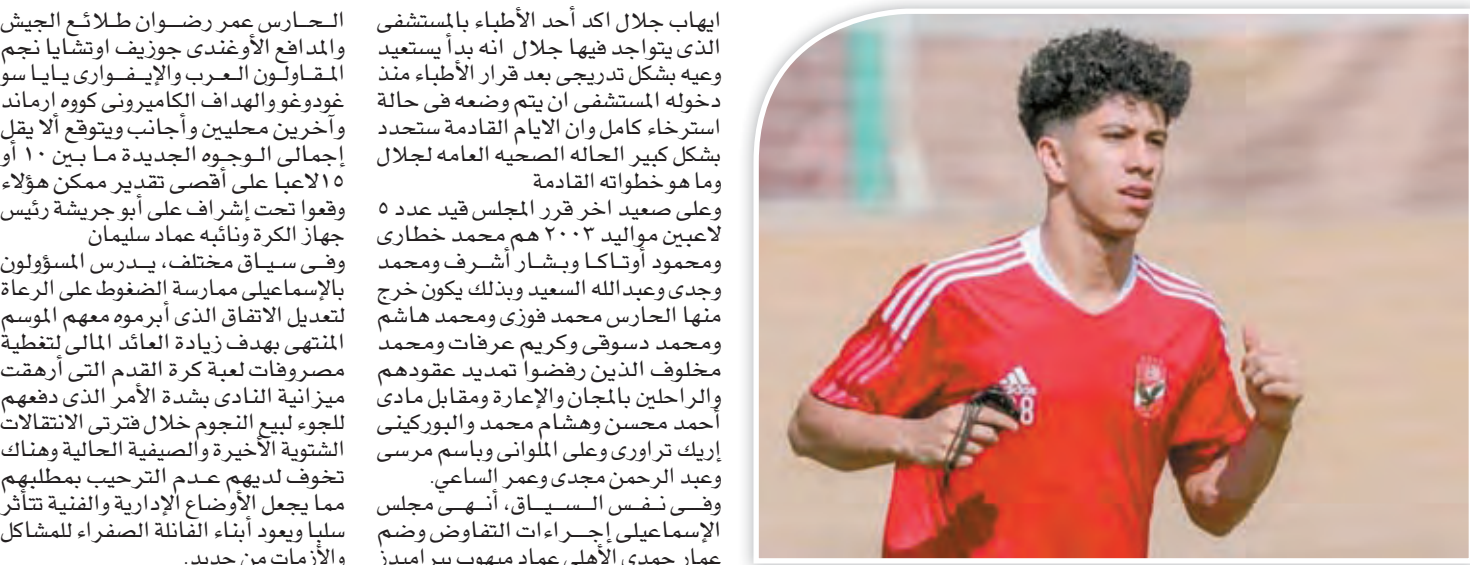 ايهاب جلال اكد أحد الأطباء بالمستشفى
الذى يتواجد فيها جلال انه بدأ يستعيد
وعيه بشكل تدريجى بعد قرار الأطباء منذ
دخوله المستشفى ان يتم وضعه فى حالة
استرخاء كامل وان الايام القادمة ستحدد
بشكل كبير الحاله الصحيه العامه لجلال
وما هو خطواته القادمة
وعلى صعيد اخر قرر المجلس قيد عدد ٥
لاعبين مواليد ٢٠٠٣ هم محمد خطارى
ومحمود أوتاكا وبشار أشرف ومحمد
وجدى وعبدالله السعيد وبذلك يكون خرج
منها الحارس محمد فوزى ومحمد هاشم
ومحمد دسوقى وكريم عرفات ومحمد
مخلوف الذين رفضوا تمديد عقودهم
والراحلين بالمجان والإعارة ومقابل مادى
أحمد محسن وهشام محمد والبوركينى
إريك تراورى وعلى الملوانى وباسم مرسى
وعبد الرحمن مجدى وعمر الساعي.
وفى نفس السياق، أنهى مجلس
الإسماعيلى إجراءات التفاوض وضم
عمار حمدى الأهلى عماد ميهوب بيراميدز
الحارس عمر رضوان طلائع الجيش
والمدافع الأوغندى جوزيف اوتشايا نجم
المقاولون العرب والإيفوارى يايا سو
غودوغو والهداف الكاميرونى كووه ارماند
وآخرين محليين وأجانب ويتوقع ألا يقل
إجمالى الوجوه الجديدة ما بين ١٠ أو
١٥لاعبا على أقصى تقدير ممكن هؤلاء
وقعوا تحت إشراف على أبو جريشة رئيس
جهاز الكرة ونائبه عماد سليمان
وفى سياق مختلف، يدرس المسؤولون
بالإسماعيلى ممارسة الضغوط على الرعاة
لتعديل الاتفاق الذى أبرموه معهم الموسم
المنتهى بهدف زيادة العائد المالى لتغطية
مصروفات لعبة كرة القدم التى أرهقت
ميزانية النادى بشدة الأمر الذى دفعهم
للجوء لبيع النجوم خلال فترتى الانتقالات
الشتوية الأخيرة والصيفية الحالية وهناك
تخوف لديهم عدم الترحيب بمطلبهم
مما يجعل الأوضاع الإدارية والفنية تتأثر
سلبا ويعود أبناء الفانلة الصفراء للمشاكل
والأزمات من جديد.
adidas
8